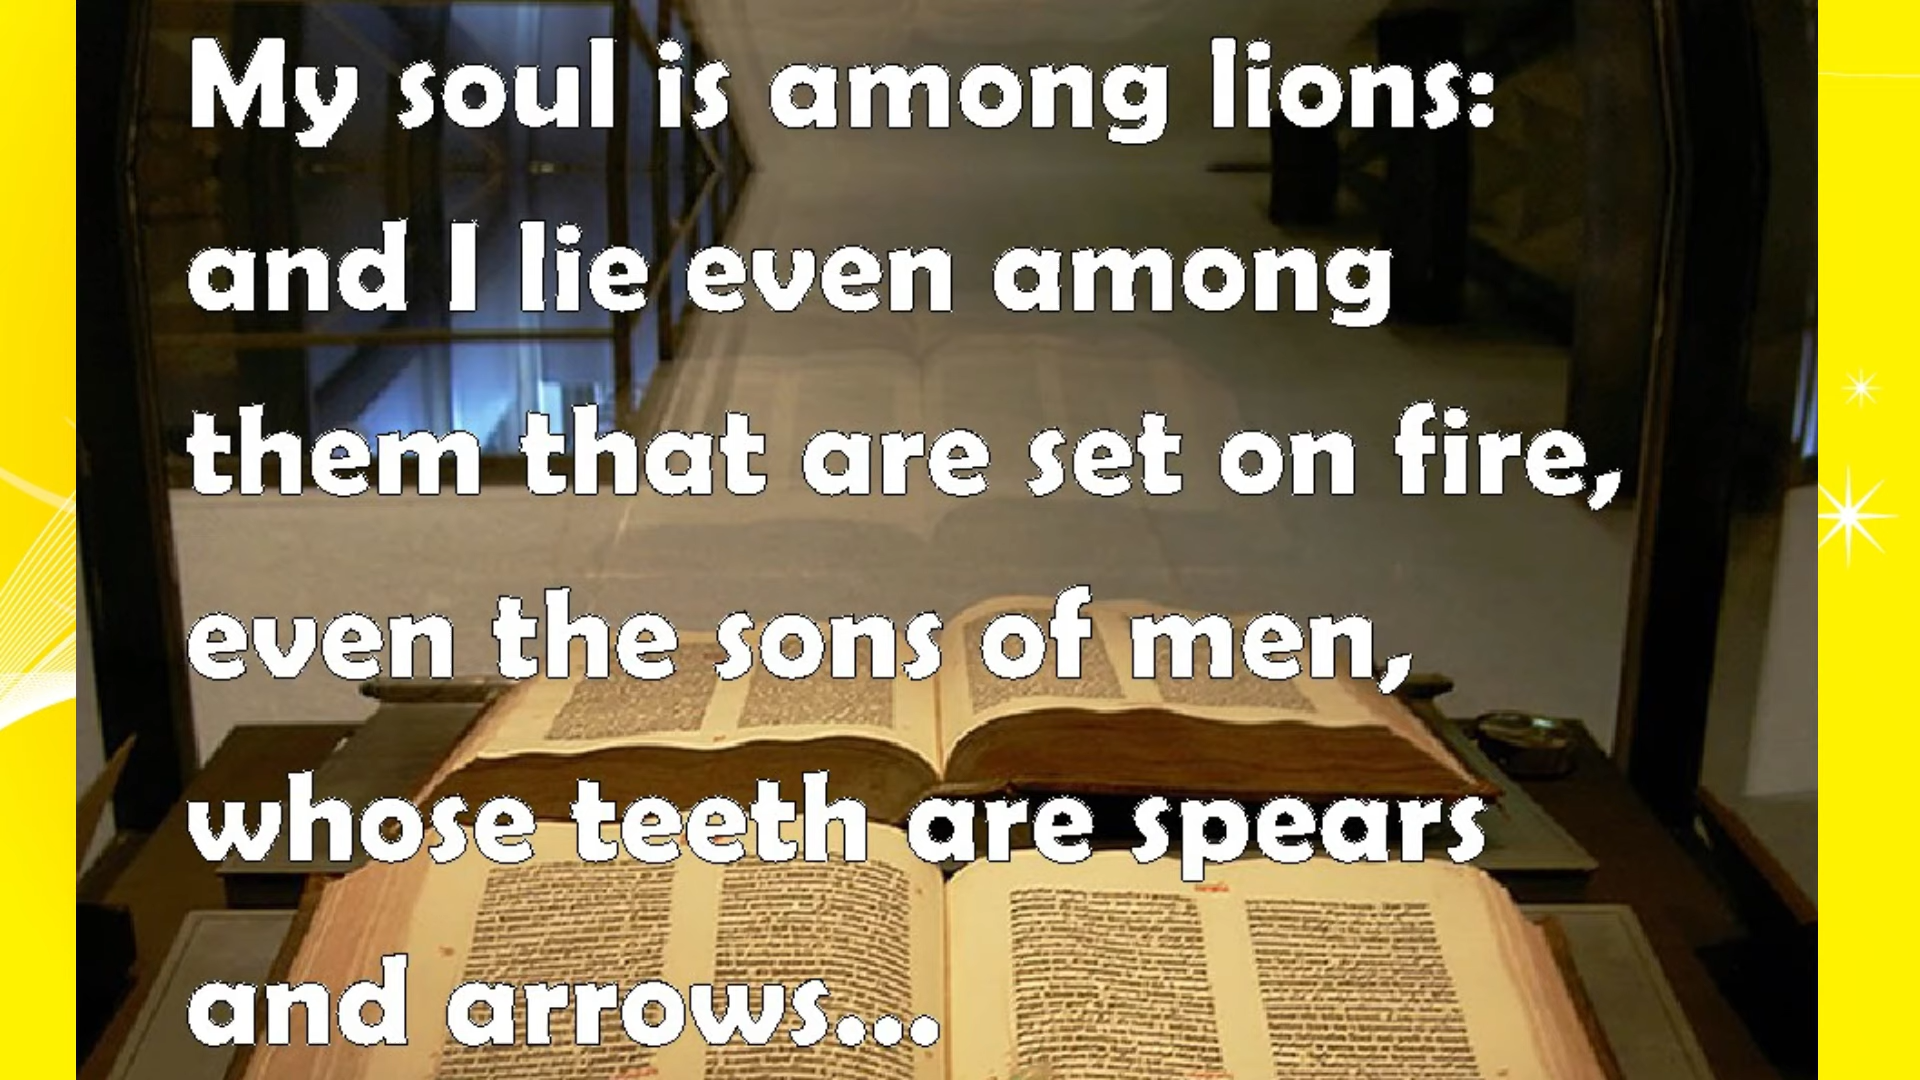 My soul is among lions:
and I lie even among
them that are set on fire,
even the sons of men,
whose teeth are spears
and arrows...